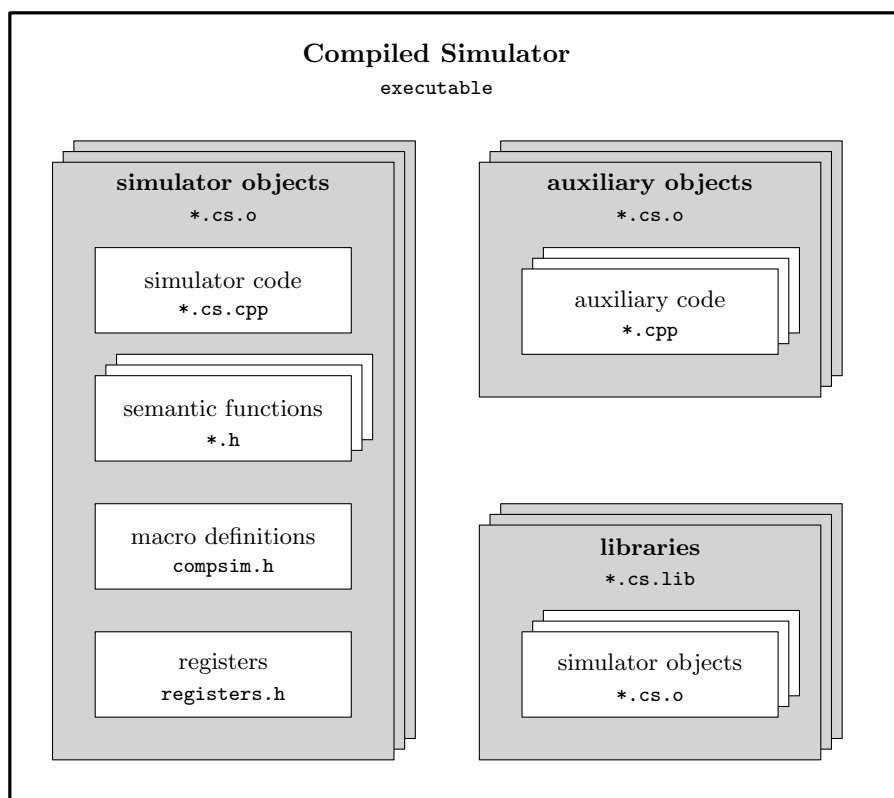 Compiled Simulator
executable
simulator objects
*.cs.o
simulator code
*.cs.cpp
semantic functions
*.h
macro definitions
compsim.h
registers
registers.h
auxiliary objects
*.cs.o
auxiliary code
*.cpp
libraries
*.cs.lib
simulator objects
*.cs.o